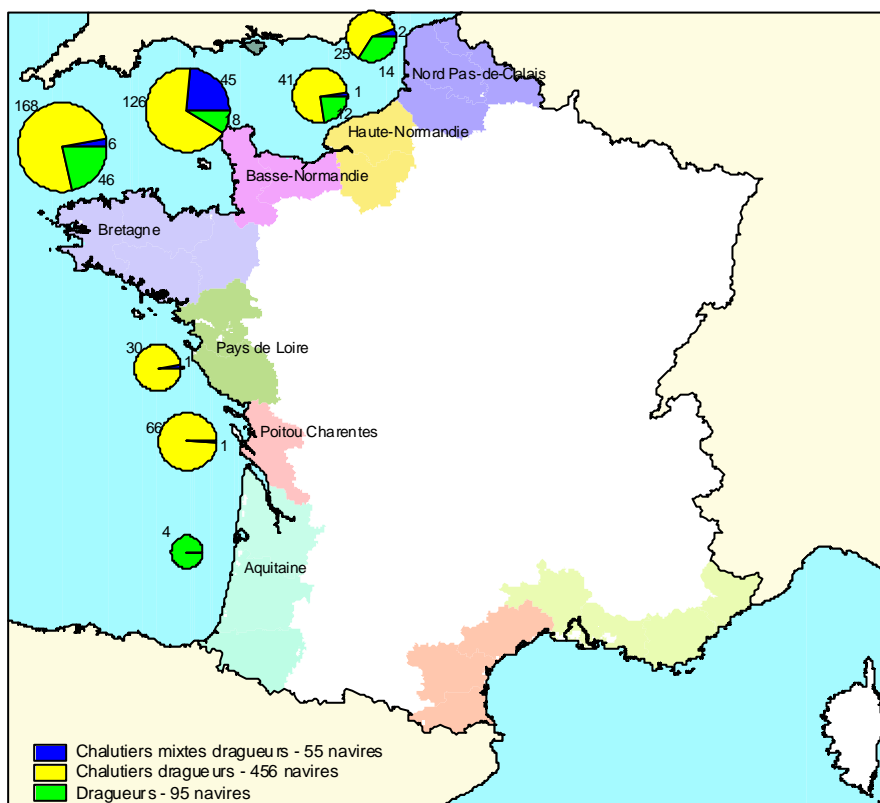 2
25
14
Nord Pas-de-Calais
41
1
12
45
126
8
168
6
46
Haute-Normandie
Basse-Normandie
Bretagne
30
1
Pays de Loire
66
1
Poitou Charentes
4
Aquitaine
Chalutiers mixtes dragueurs - 55 navires
Chalutiers dragueurs - 456 navires
Dragueurs - 95 navires